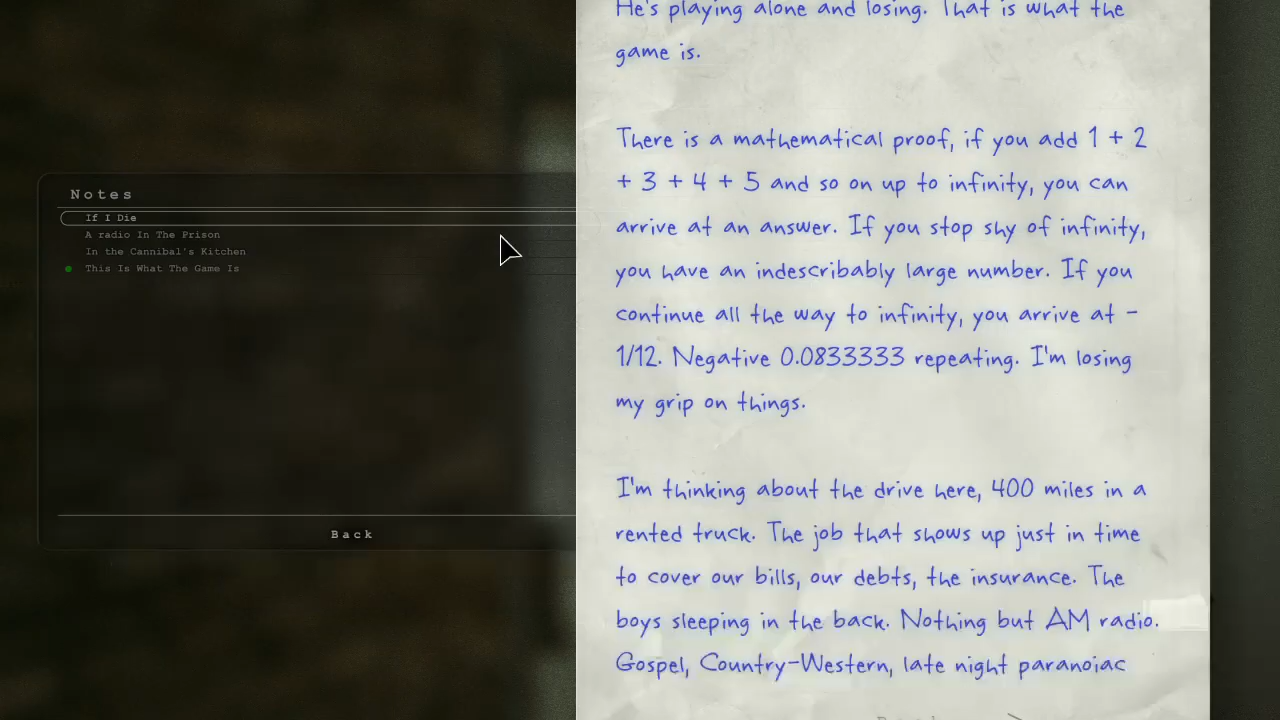 Notes
If I Die
A radio In The Prison
In the Cannibal's Kitchen
This Is What The Game Is
Back
He's playing alone and losing. That is what the
game is.
There is a mathematical proof, if you add 1 + 2
+ 3 + 4 + 5 and so on up to infinity, you can
arrive at an answer. If you stop shy of infinity,
you have an indescribably large number. If you
continue all the way to infinity, you arrive at -
1/12. Negative 0.0833333 repeating. I'm losing
my grip on things.
I'm thinking about the drive here, 400 miles in a
rented truck. The job that shows up just in time
to cover our bills, our debts, the insurance. The
boys sleeping in the back. Nothing but AM radio.
Gospel, Country-Western, late night paranoiac